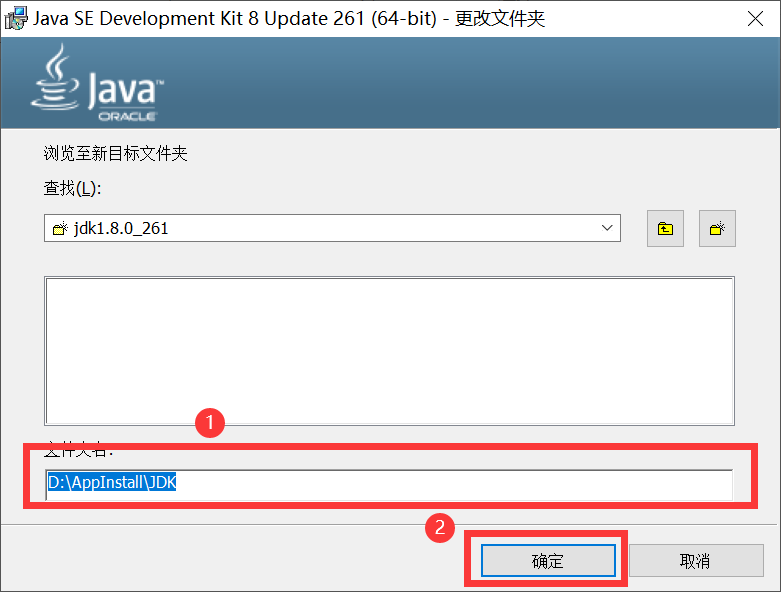 Java SE Development Kit 8 Update 261 (64-bit) - 更改文件夹
Java™
ORACLE
浏览至新目标文件夹
查找(L):
jdk1.8.0_261
1
文件夹名:
D:\AppInstall\JDK
2
确定
取消